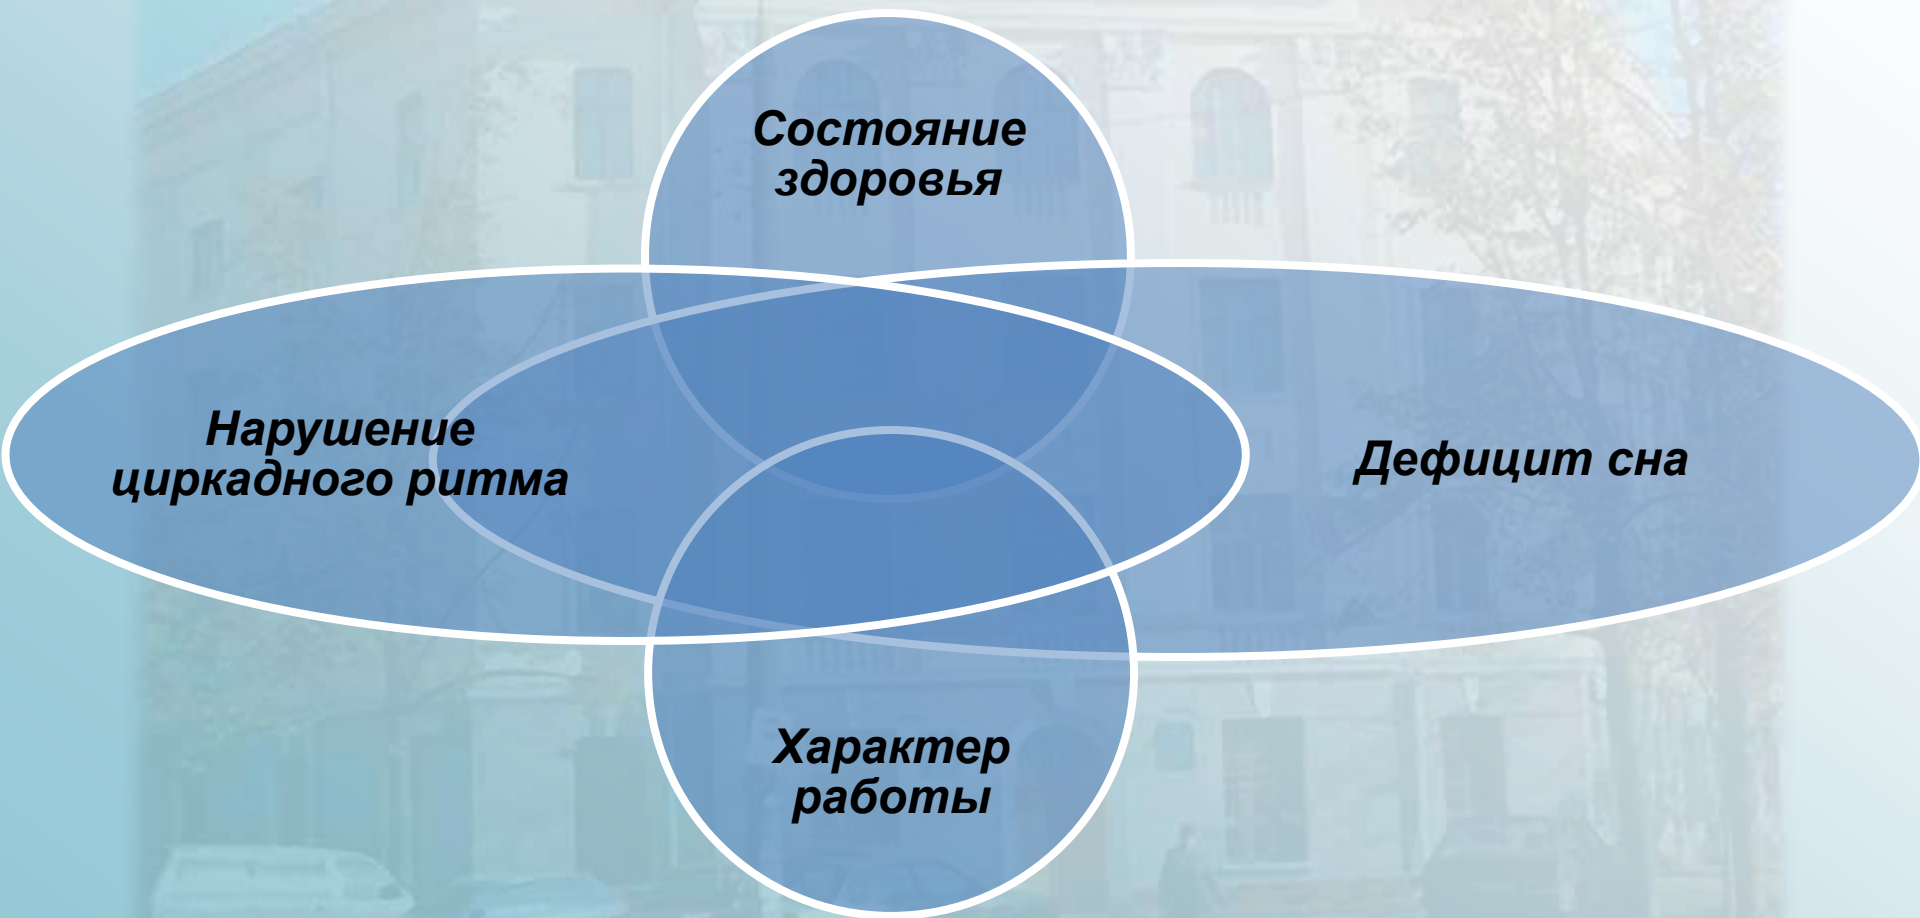 Состояние
здоровья
Нарушение
циркадного ритма
Дефицит сна
Характер
работы